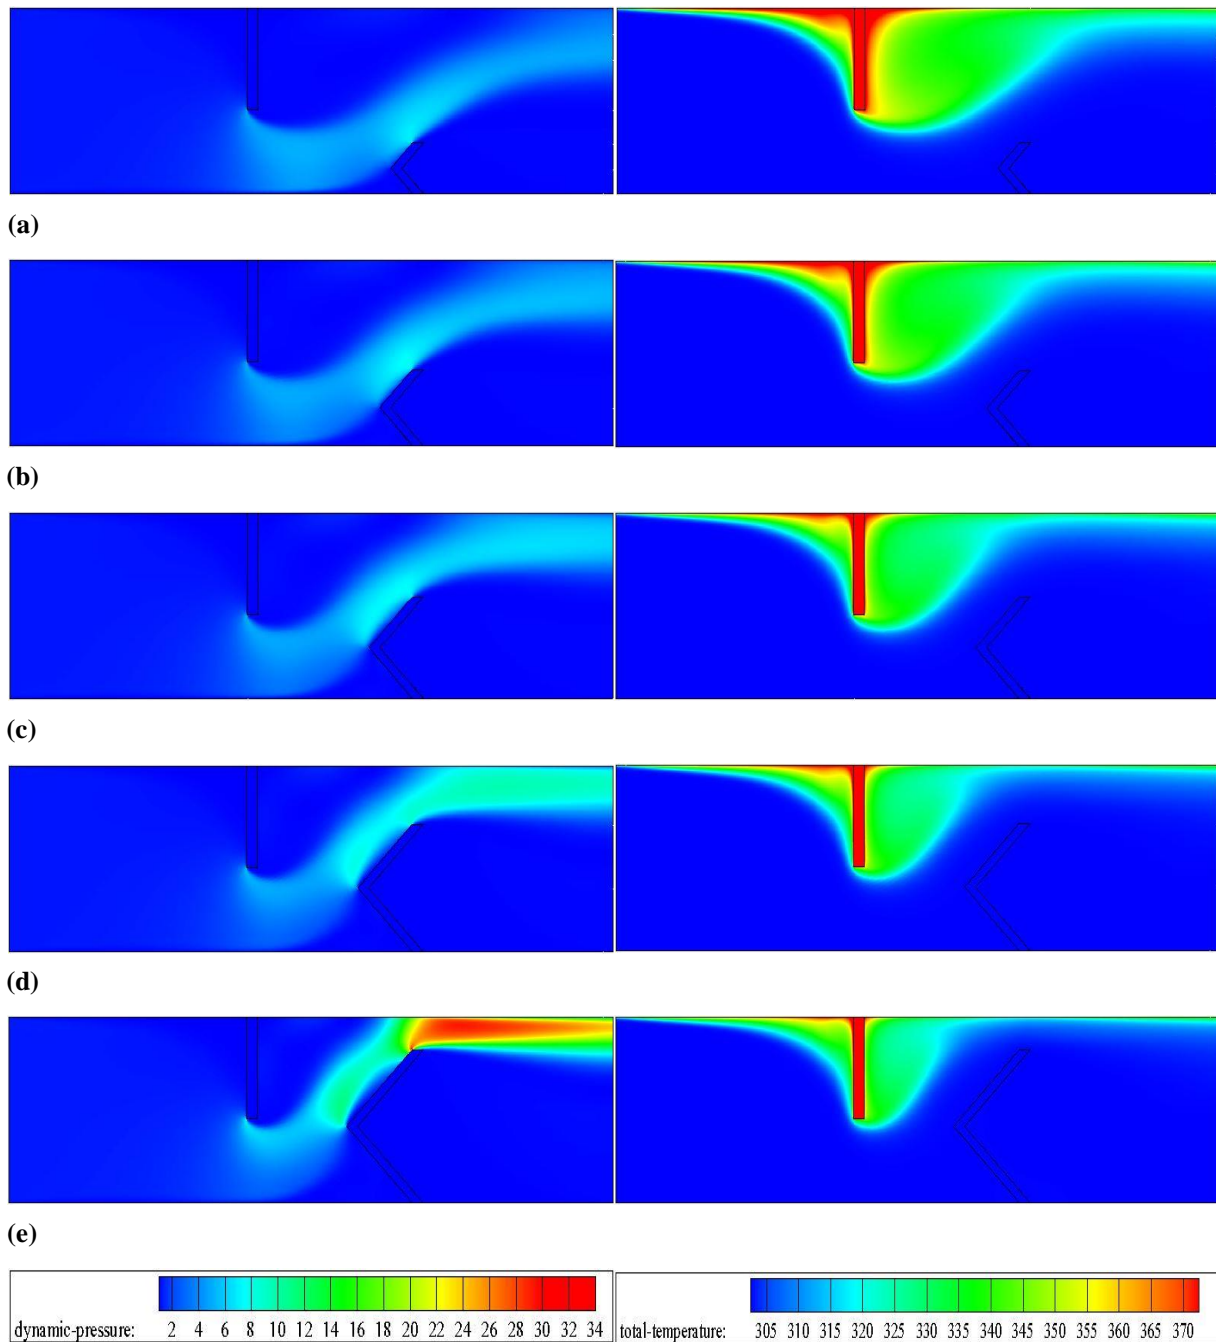 (a)
(b)
(c)
(d)
(e)
dynamic-pressure: 2 4 6 8 10 12 14 16 18 20 22 24 26 28 30 32 34
total-temperature: 305 310 315 320 325 330 335 340 345 350 355 360 365 370